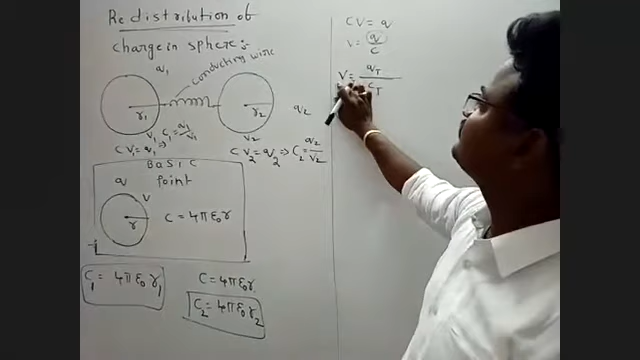 Redistribution of
charge in sphere:
q1
conducting wire
r1
r2
q2
V1 C1 = q1/V1
V2
CV1 = q1 ⇒
CV2 = q2 ⇒ C2 = q2/V2
BASIC
point
q
V
r
C = 4πε0r
C1 = 4πε0r1
C = 4πε0r
C2 = 4πε0r2
CV = q
V = q/C
V = qT/CT